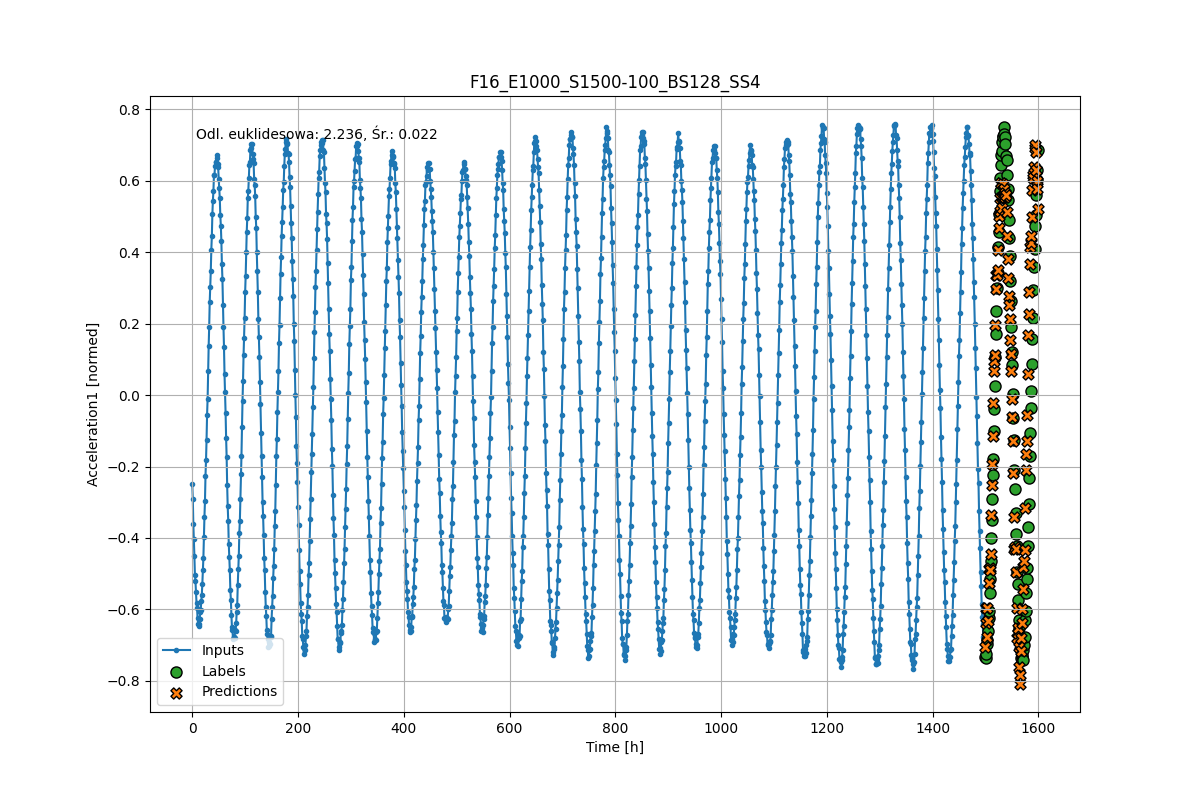 F16_E1000_S1500-100_BS128_SS4
Odl. euklidesowa: 2.236, Śr.: 0.022
Acceleration1 [normed]
0.8
0.6
0.4
0.2
0.0
−0.2
−0.4
−0.6
−0.8
Inputs
Labels
Predictions
0 200 400 600 800 1000 1200 1400 1600
Time [h]